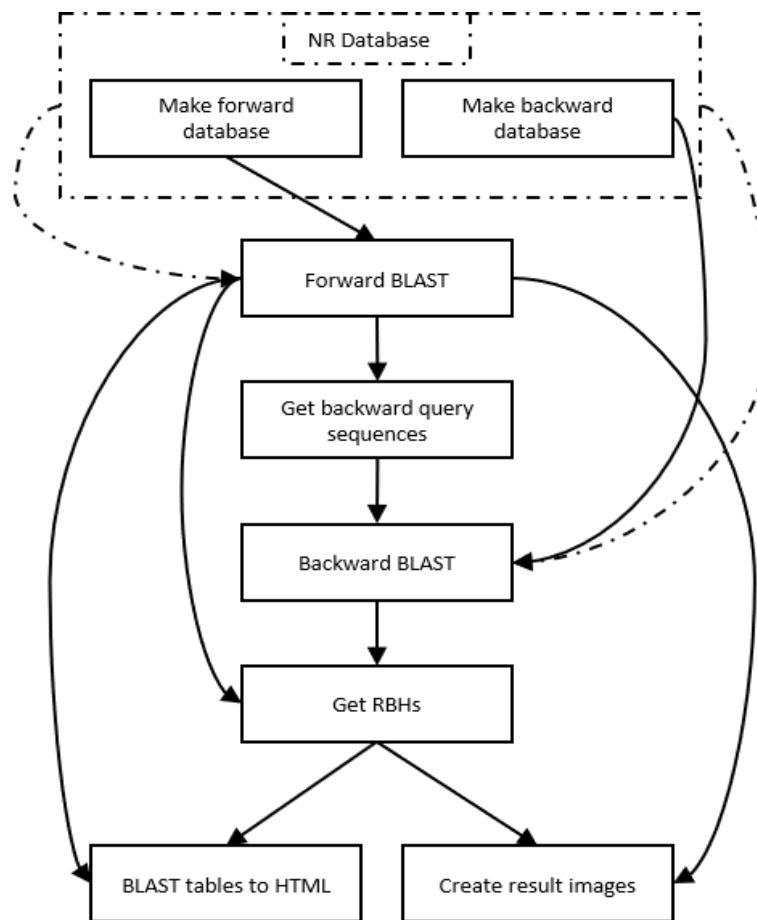 NR Database
Make forward
database
Make backward
database
Forward BLAST
Get backward query
sequences
Backward BLAST
Get RBHs
BLAST tables to HTML
Create result images